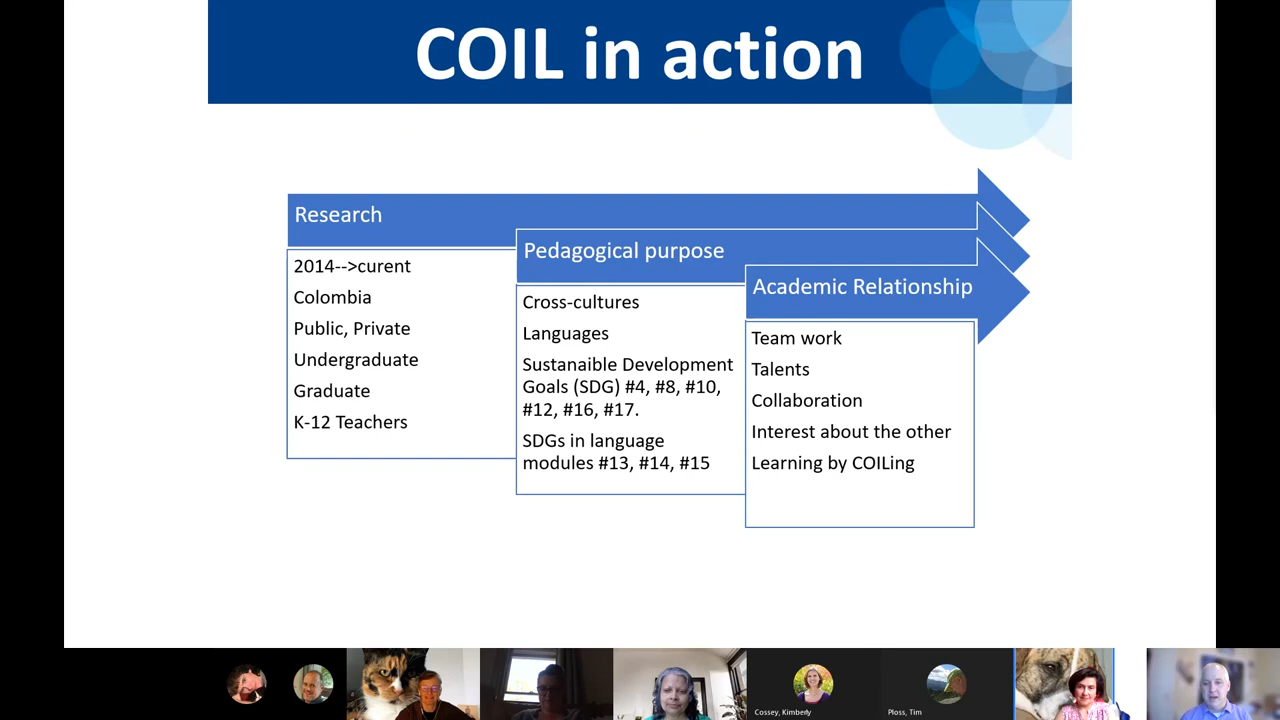 COIL in action
Research
2014-->curent
Colombia
Public, Private
Undergraduate
Graduate
K-12 Teachers
Pedagogical purpose
Cross-cultures
Languages
Sustanaible Development
Goals (SDG) #4, #8, #10,
#12, #16, #17.
SDGs in language
modules #13, #14, #15
Academic Relationship
Team work
Talents
Collaboration
Interest about the other
Learning by COILing
Cossey, Kimberly
Ploss, Tim